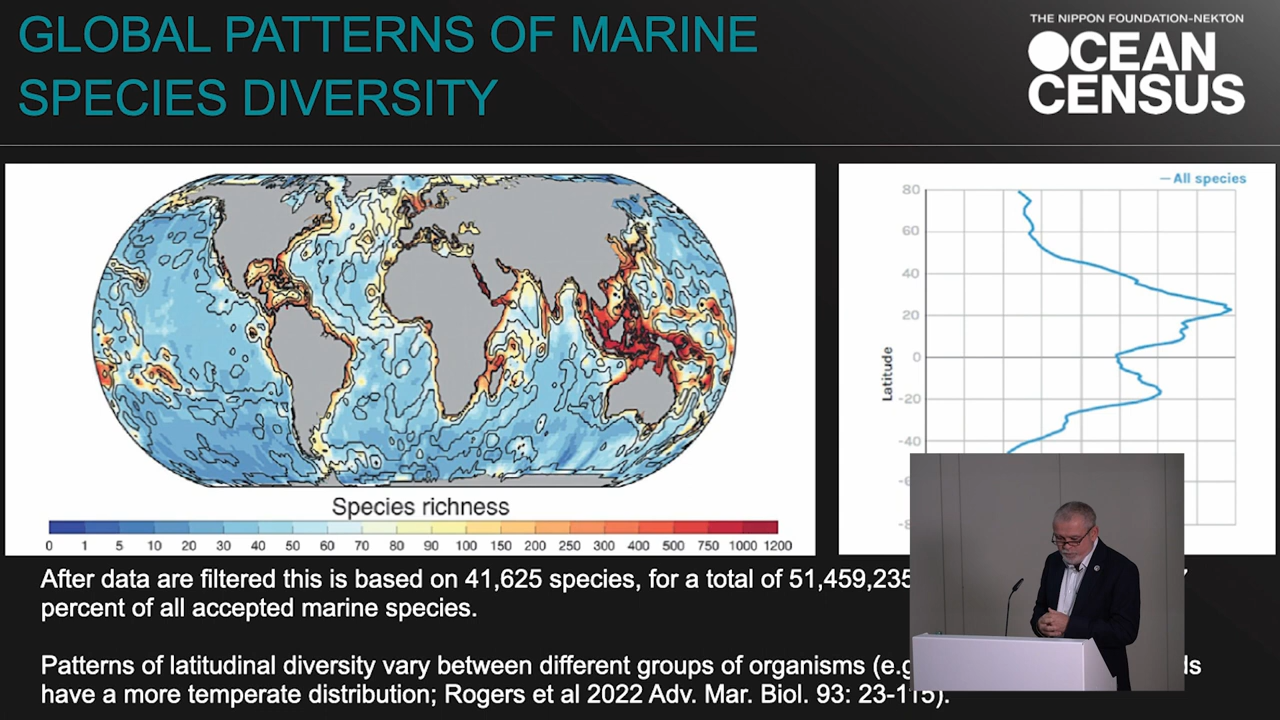 GLOBAL PATTERNS OF MARINE
SPECIES DIVERSITY
THE NIPPON FOUNDATION-NEKTON
OCEAN
CENSUS
Species richness
0 1 5 10 20 30 40 50 60 70 80 90 100 150 200 250 300 400 500 750 1000 1200
All species
80
60
40
20
0
-20
-40
Latitude
After data are filtered this is based on 41,625 species, for a total of 51,459,235
percent of all accepted marine species.
Patterns of latitudinal diversity vary between different groups of organisms (e.g
have a more temperate distribution; Rogers et al 2022 Adv. Mar. Biol. 93: 23-115).